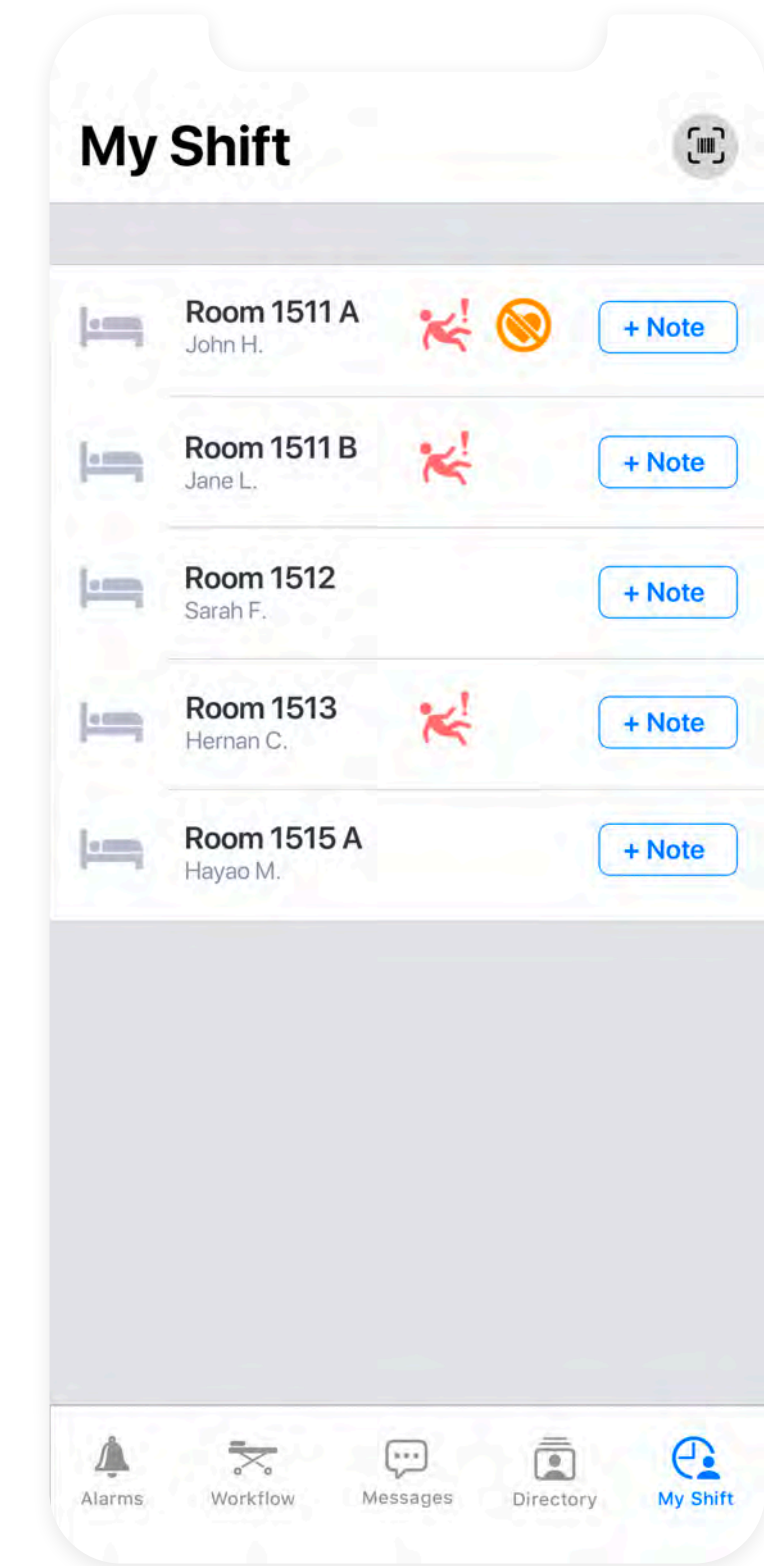 My Shift
Room 1511 A
John H.
+ Note
Room 1511 B
Jane L.
+ Note
Room 1512
Sarah F.
+ Note
Room 1513
Hernan C.
+ Note
Room 1515 A
Hayao M.
+ Note
Alarms Workflow Messages Directory My Shift